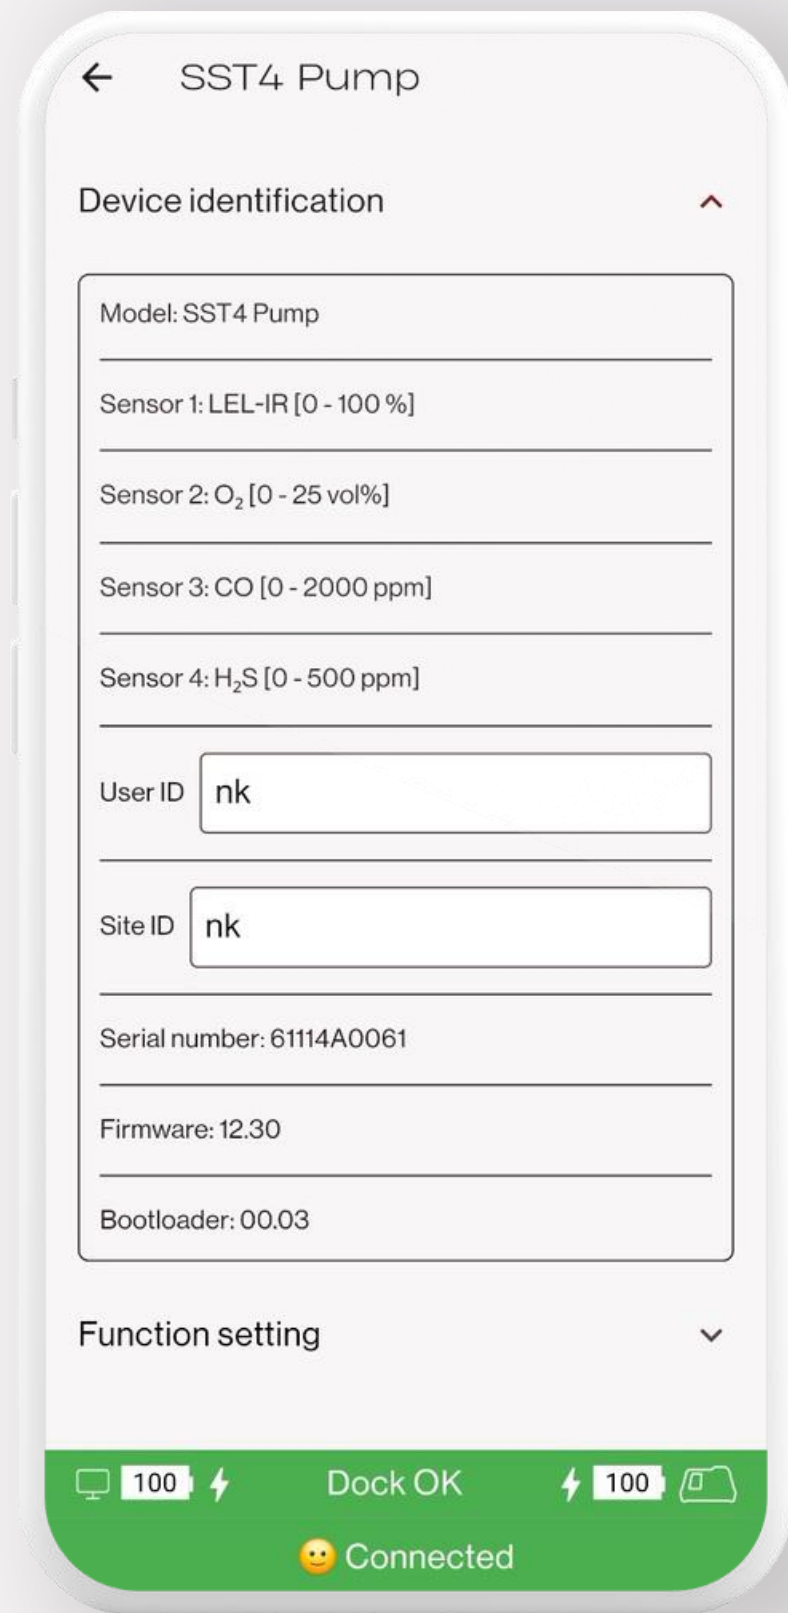 SST4 Pump
Device identification
Model: SST4 Pump
Sensor 1: LEL-IR [0 - 100 %]
Sensor 2: O₂ [0 - 25 vol%]
Sensor 3: CO [0 - 2000 ppm]
Sensor 4: H₂S [0 - 500 ppm]
User ID nk
Site ID nk
Serial number: 61114A0061
Firmware: 12.30
Bootloader: 00.03
Function setting
100 Dock OK 100
Connected